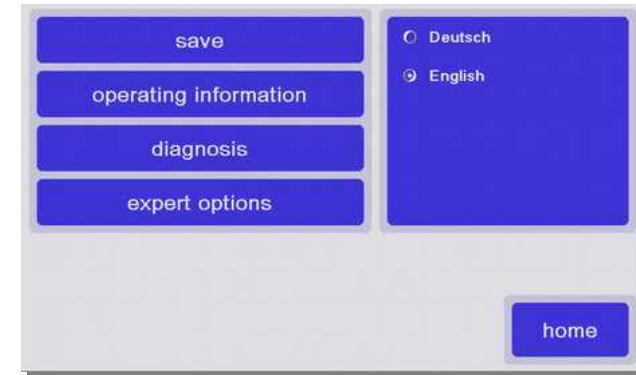 save
operating information
diagnosis
expert options
Deutsch
English
home